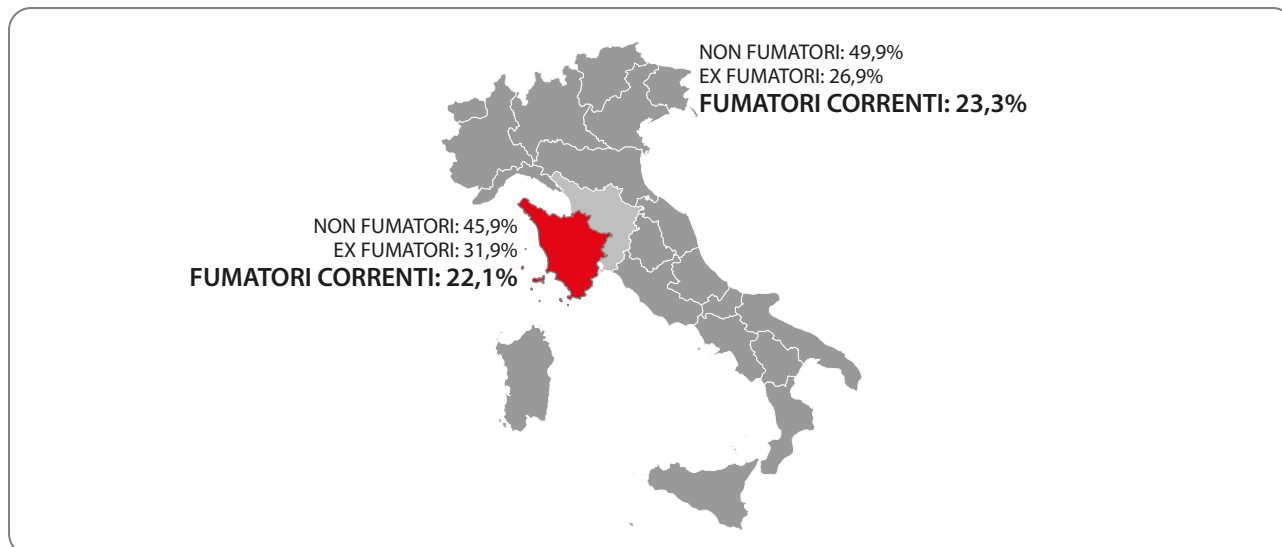 NON FUMATORI: 49,9%
EX FUMATORI: 26,9%
FUMATORI CORRENTI: 23,3%
NON FUMATORI: 45,9%
EX FUMATORI: 31,9%
FUMATORI CORRENTI: 22,1%